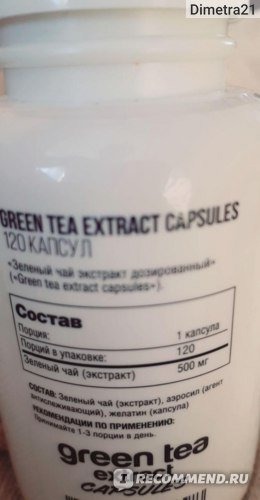 Dimetra21
GREEN TEA EXTRACT CAPSULES
120 КАПСУЛ
«Зеленый чай экстракт дозированный»
(«Green tea extract capsules»).
Состав
Порция: 1 капсула
Порций в упаковке: 120
Зеленый чай (экстракт) 500 мг
СОСТАВ: Зеленый чай (экстракт), аэросил (агент
антислеживающий), желатин (капсула)
РЕКОМЕНДАЦИИ ПО ПРИМЕНЕНИЮ:
Принимайте 1-3 порции в день.
green tea
extract
CAPSULES
IRECOMMEND.RU